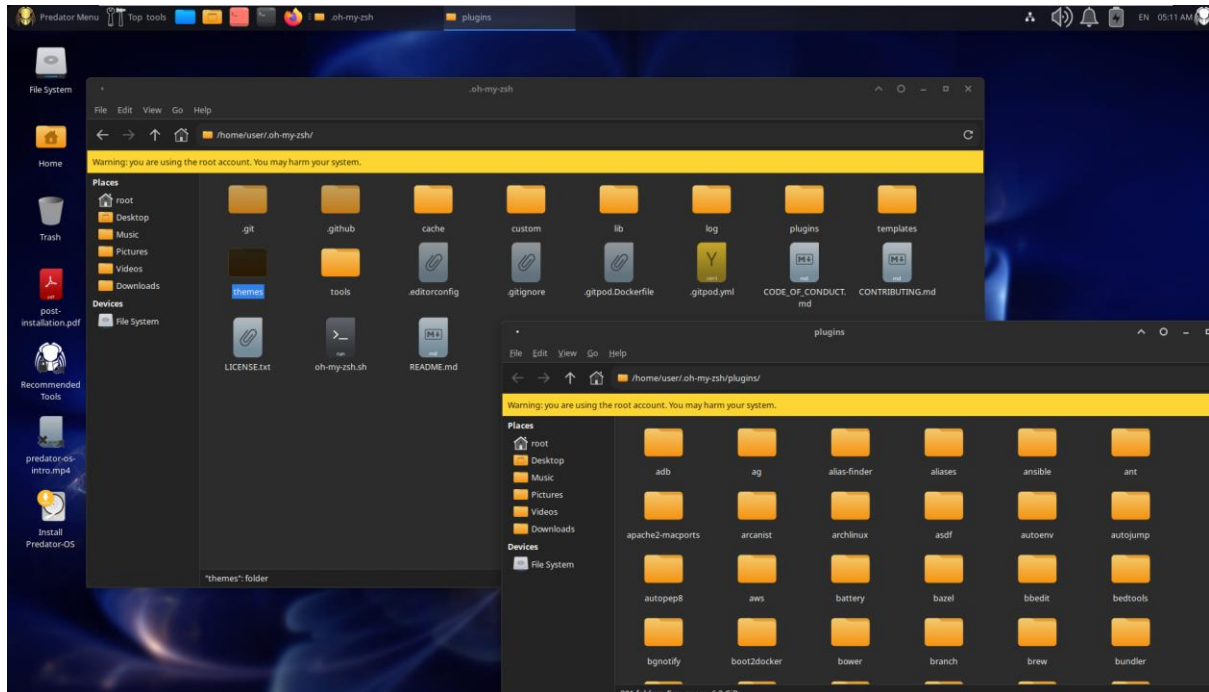 Predator Menu Top tools .oh-my-zsh plugins EN 05:11 AM
File System
Home
Trash
post-
installation.pdf
Recommended
Tools
predator-os-
intro.mp4
Install
Predator-OS
.oh-my-zsh
File Edit View Go Help
/home/user/.oh-my-zsh/
Warning: you are using the root account. You may harm your system.
Places
root
Desktop
Music
Pictures
Videos
Downloads
Devices
File System
.git .github cache custom lib log plugins templates
themes tools .editorconfig .gitignore .gitpod.Dockerfile .gitpod.yml CODE_OF_CONDUCT. CONTRIBUTING.md
md
LICENSE.txt oh-my-zsh.sh README.md
"themes": folder
plugins
File Edit View Go Help
/home/user/.oh-my-zsh/plugins/
Warning: you are using the root account. You may harm your system.
Places
root
Desktop
Music
Pictures
Videos
Downloads
Devices
File System
adb ag alias-finder aliases ansible ant
apache2-macports arcanist archlinux asdf autoenv autojump
autopep8 aws battery bazel bbedit bedtools
bgnotify boot2docker bower branch brew bundler